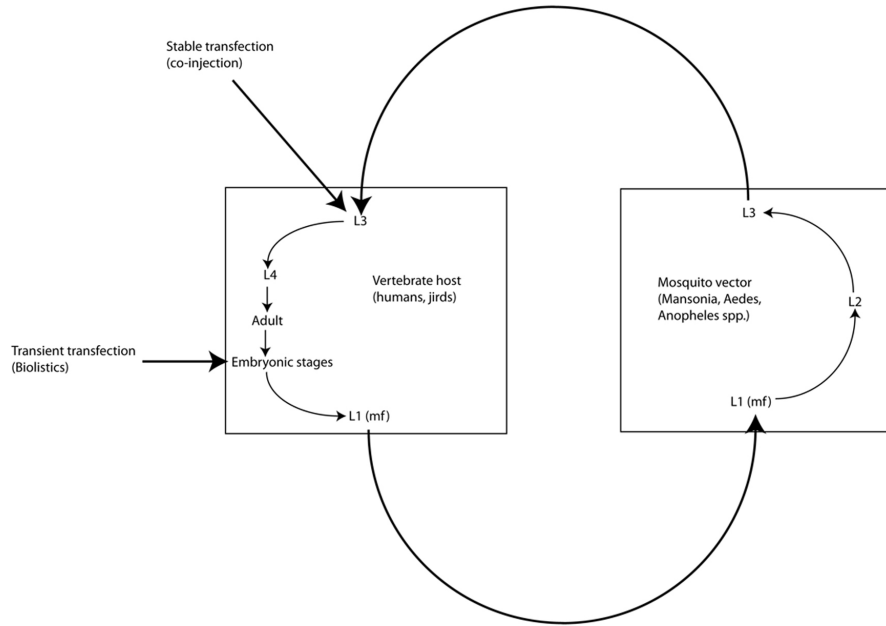 Stable transfection
(co-injection)
L3
L4
Adult
Embryonic stages
L1 (mf)
Vertebrate host
(humans, jirds)
Transient transfection
(Biolistics)
L3
L2
L1 (mf)
Mosquito vector
(Mansonia, Aedes,
Anopheles spp.)